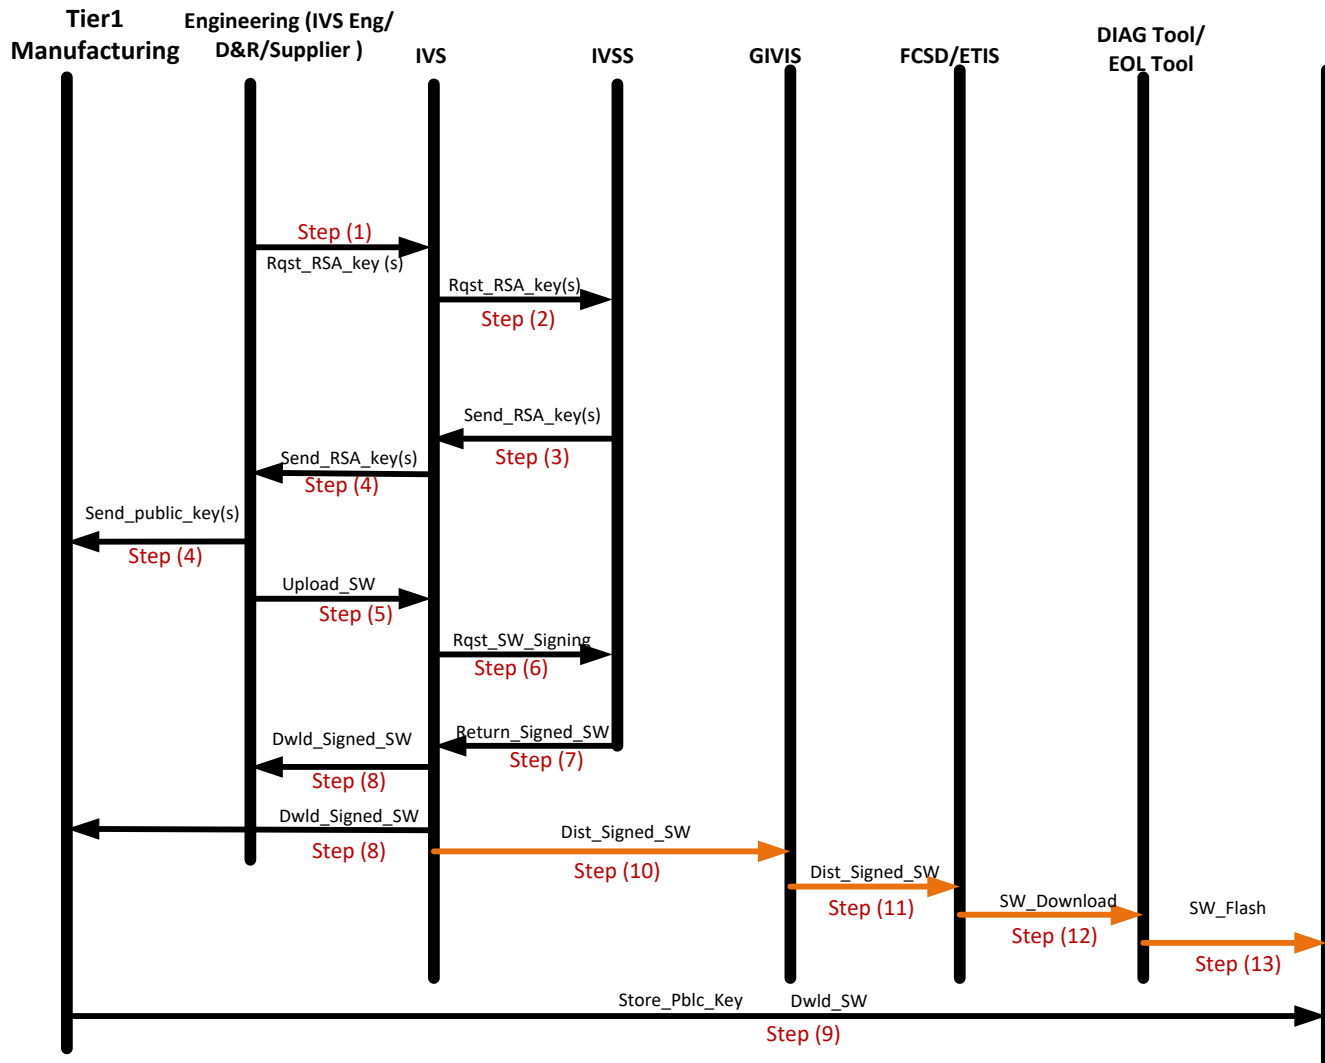 Tier1
Manufacturing
Engineering (IVS Eng/
D&R/Supplier )
IVS
IVSS
GIVIS
FCSD/ETIS
DIAG Tool/
EOL Tool
Step (1)
Rqst_RSA_key (s)
Rqst_RSA_key(s)
Step (2)
Send_RSA_key(s)
Step (3)
Send_RSA_key(s)
Step (4)
Send_public_key(s)
Step (4)
Upload_SW
Step (5)
Rqst_SW_Signing
Step (6)
Return_Signed_SW
Step (7)
Dwld_Signed_SW
Step (8)
Dwld_Signed_SW
Step (8)
Dist_Signed_SW
Step (10)
Dist_Signed_SW
Step (11)
SW_Download
Step (12)
SW_Flash
Step (13)
Store_Pblc_Key Dwld_SW
Step (9)